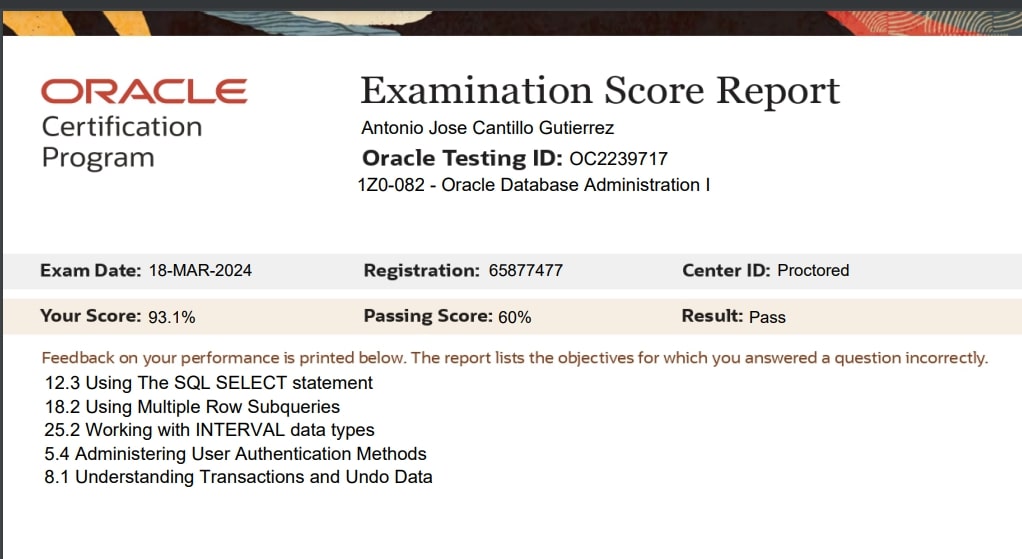 ORACLE
Certification
Program
Examination Score Report
Antonio Jose Cantillo Gutierrez
Oracle Testing ID: OC2239717
1Z0-082 - Oracle Database Administration I
Exam Date: 18-MAR-2024 Registration: 65877477 Center ID: Proctored
Your Score: 93.1% Passing Score: 60% Result: Pass
Feedback on your performance is printed below. The report lists the objectives for which you answered a question incorrectly.
12.3 Using The SQL SELECT statement
18.2 Using Multiple Row Subqueries
25.2 Working with INTERVAL data types
5.4 Administering User Authentication Methods
8.1 Understanding Transactions and Undo Data